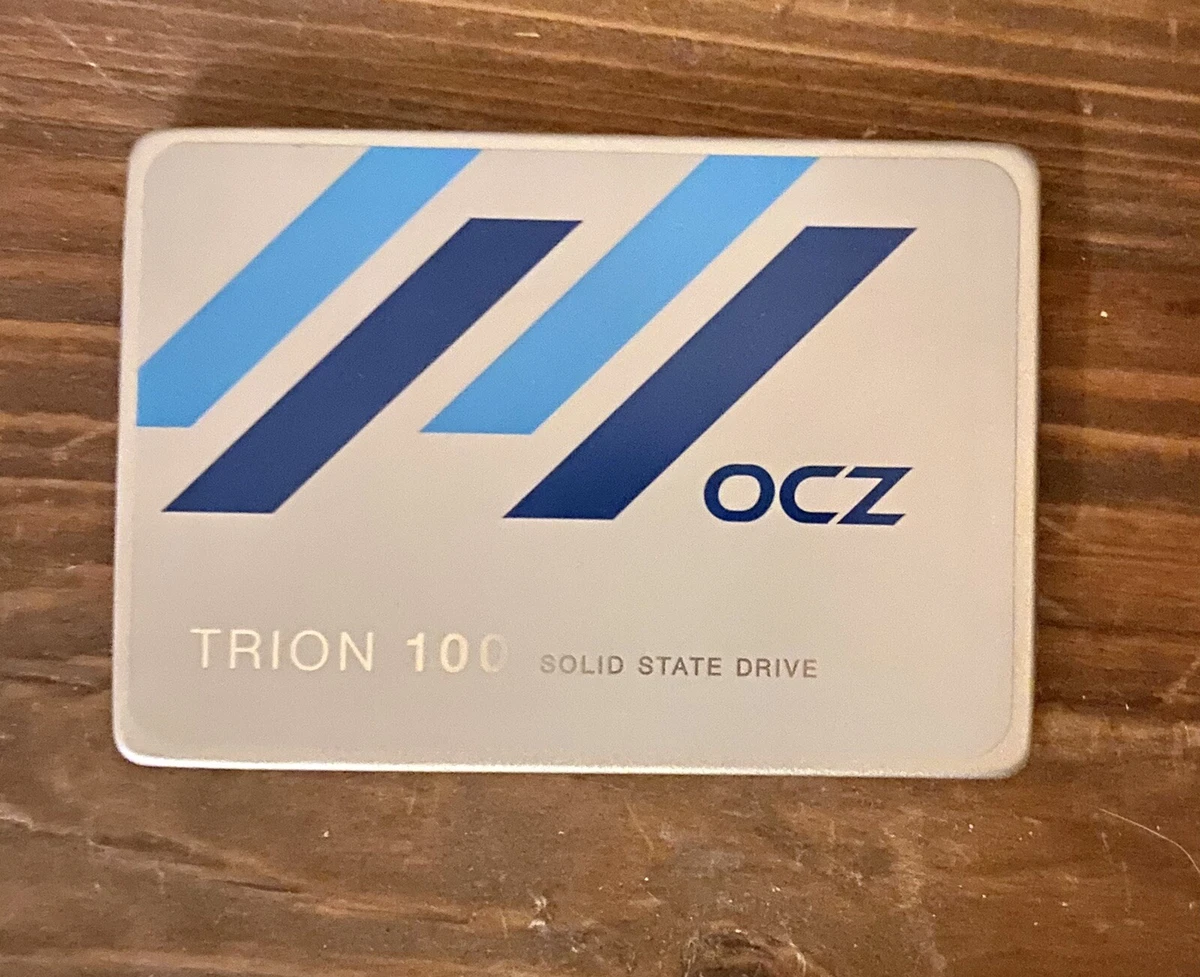 OCZ
TRION 100 SOLID STATE DRIVE